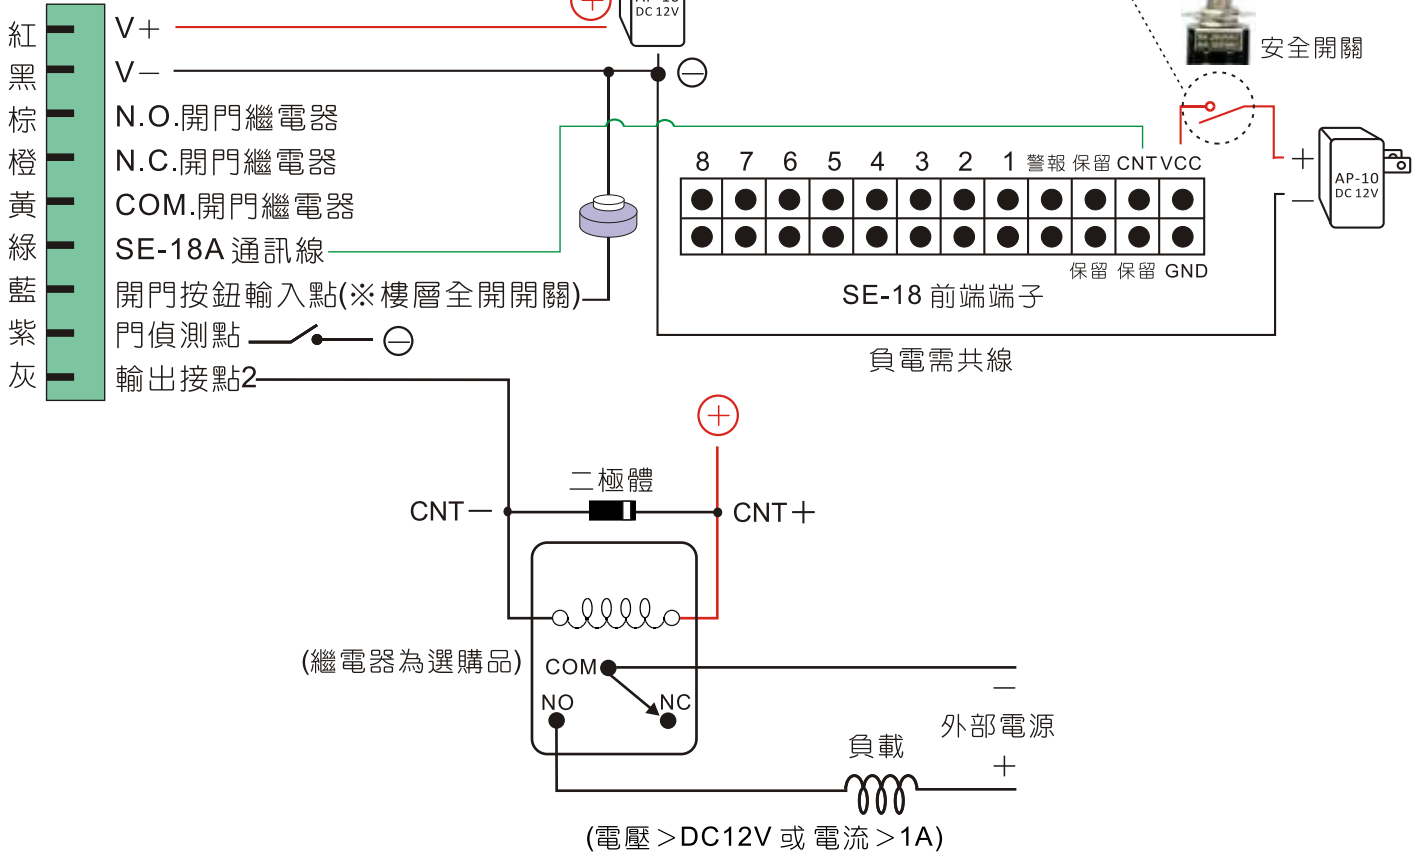 AP-10
DC 12V
安全開關
紅 V+
黑 V−
棕 N.O.開門繼電器
橙 N.C.開門繼電器
黃 COM.開門繼電器
綠 SE-18A 通訊線
藍 開門按鈕輸入點(※樓層全開開關)
紫 門偵測點
灰 輸出接點2
+
−
8 7 6 5 4 3 2 1 警報 保留 CNT VCC
保留 保留 GND
SE-18 前端端子
+
−
AP-10
DC 12V
負電需共線
−
+
二極體
CNT−
CNT+
(繼電器為選購品)
COM
NO
NC
−
外部電源
+
負載
(電壓>DC12V 或 電流>1A)